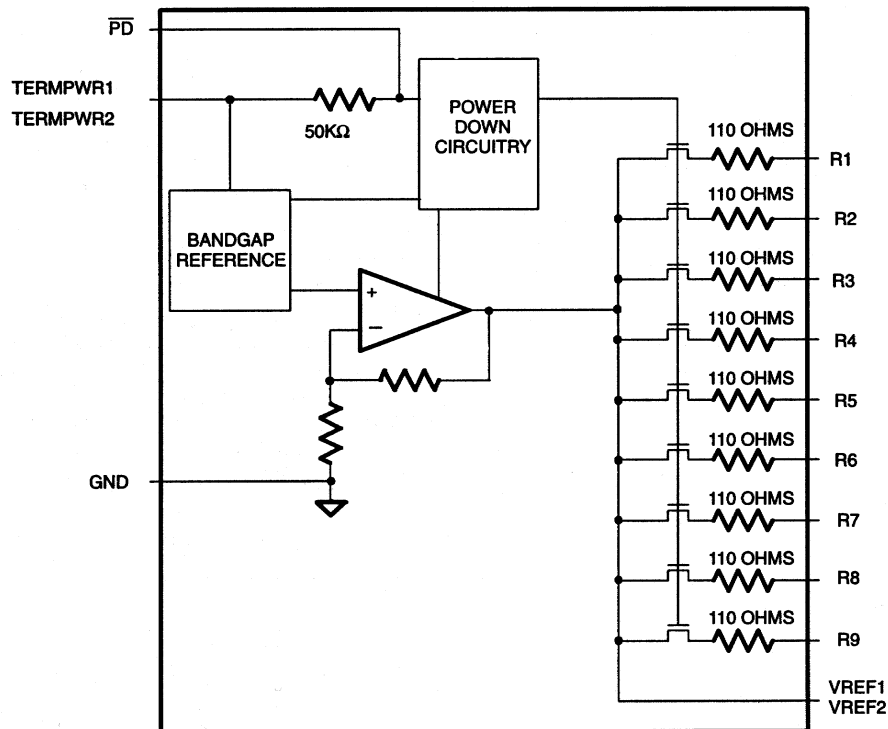 PD
TERMPWR1
TERMPWR2
50KΩ
POWER
DOWN
CIRCUITRY
BANDGAP
REFERENCE
+
−
GND
110 OHMS
R1
110 OHMS
R2
110 OHMS
R3
110 OHMS
R4
110 OHMS
R5
110 OHMS
R6
110 OHMS
R7
110 OHMS
R8
110 OHMS
R9
VREF1
VREF2